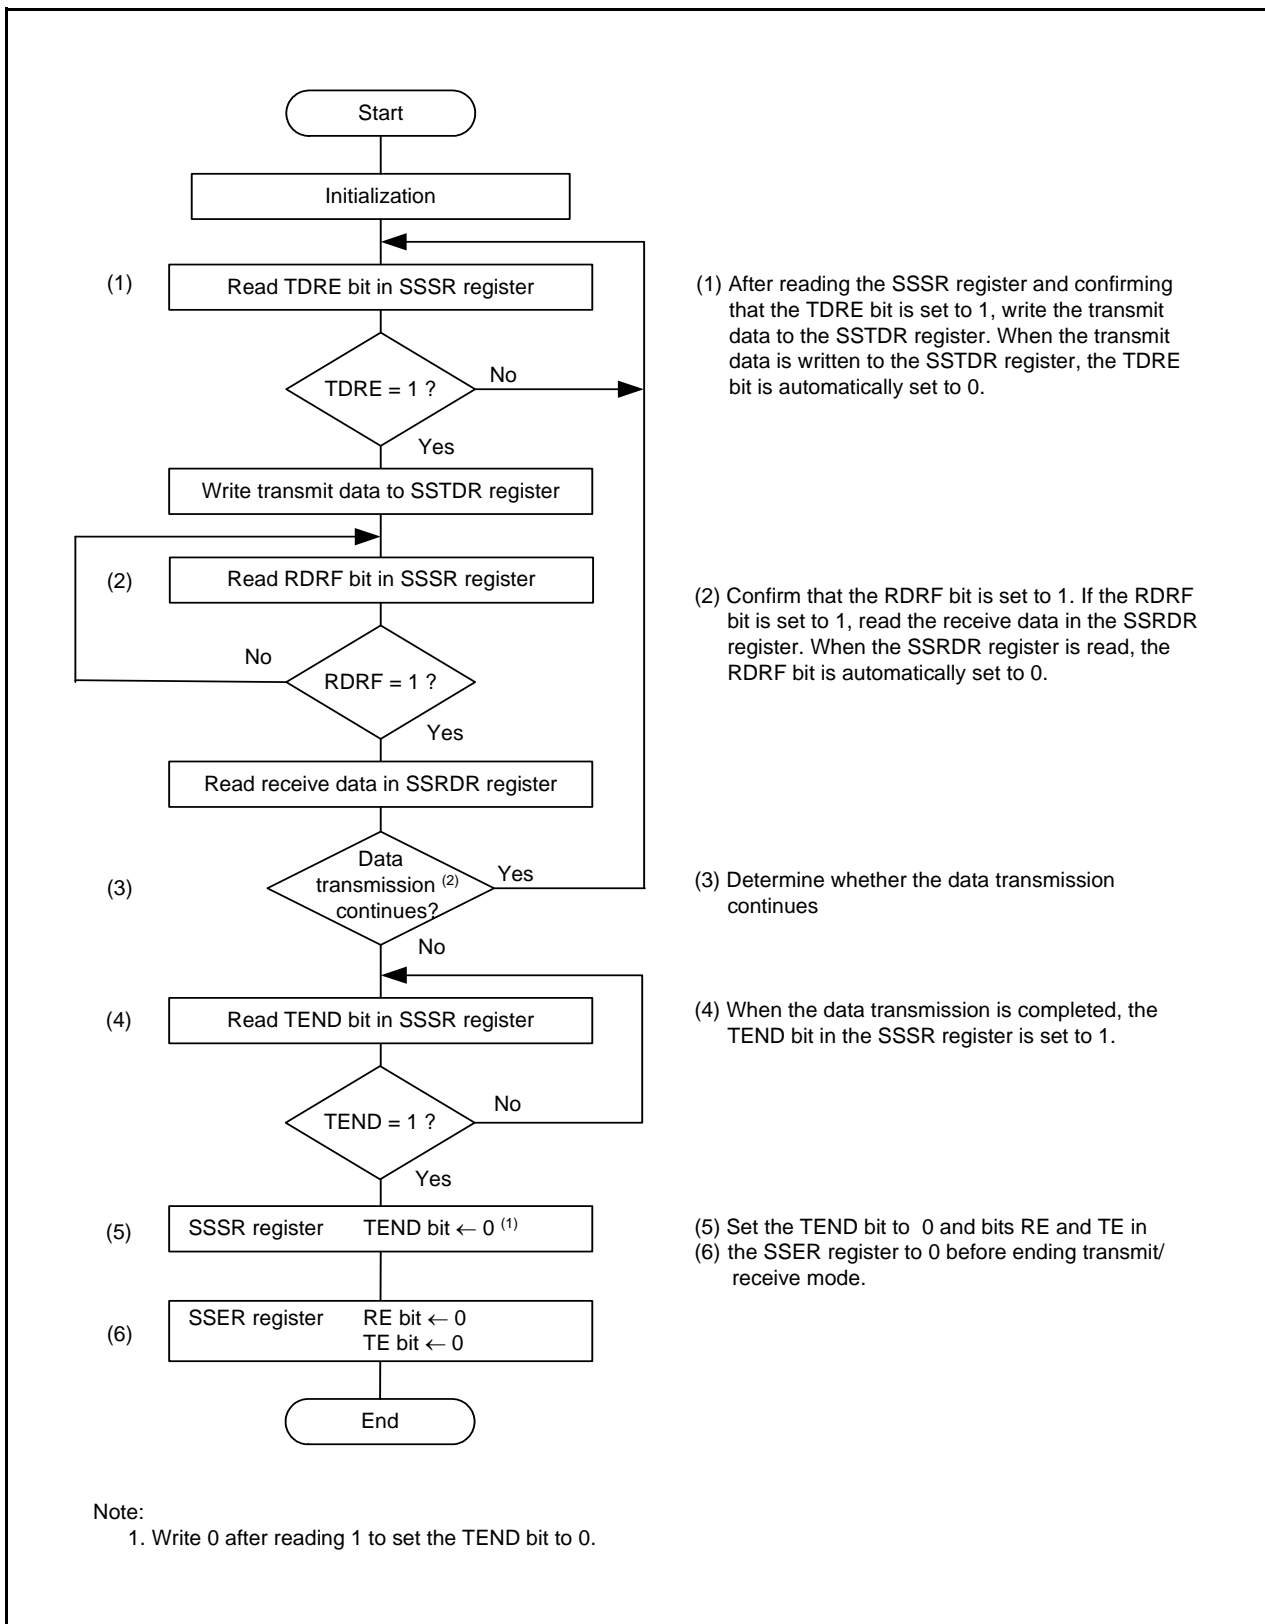 Start
Initialization
(1)
Read TDRE bit in SSSR register
TDRE = 1 ?
No
Yes
Write transmit data to SSTDR register
(2)
Read RDRF bit in SSSR register
No
RDRF = 1 ?
Yes
Read receive data in SSRDR register
(3)
Data
transmission (2)
continues?
Yes
No
(4)
Read TEND bit in SSSR register
TEND = 1 ?
No
Yes
(5)
SSSR register TEND bit ← 0 (1)
(6)
SSER register RE bit ← 0
TE bit ← 0
End
(1) After reading the SSSR register and confirming
that the TDRE bit is set to 1, write the transmit
data to the SSTDR register. When the transmit
data is written to the SSTDR register, the TDRE
bit is automatically set to 0.
(2) Confirm that the RDRF bit is set to 1. If the RDRF
bit is set to 1, read the receive data in the SSRDR
register. When the SSRDR register is read, the
RDRF bit is automatically set to 0.
(3) Determine whether the data transmission
continues
(4) When the data transmission is completed, the
TEND bit in the SSSR register is set to 1.
(5) Set the TEND bit to 0 and bits RE and TE in
(6) the SSER register to 0 before ending transmit/
receive mode.
Note:
1. Write 0 after reading 1 to set the TEND bit to 0.